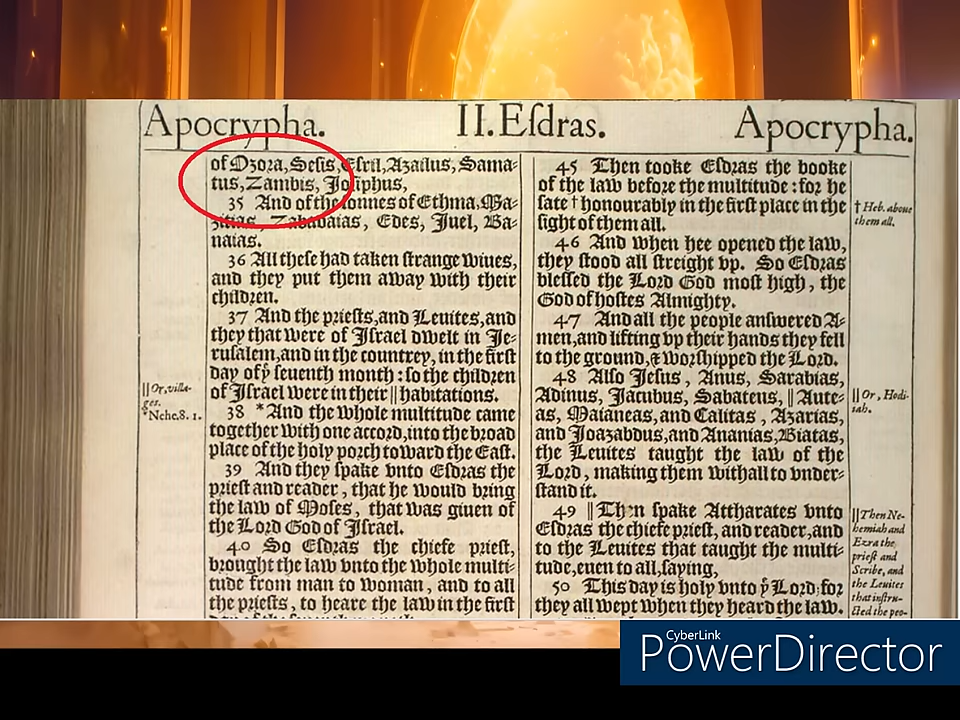 Apocrypha. II.Eſdras. Apocrypha.
of Ozora, Seſis, Eſril, Azailus, Sama-
tus, Zambis, Joſiphus,
35 And of the ſonnes of Ethma, Ma-
zitias, Zabadaias, Edes, Juel, Ba-
naias.
36 All theſe had taken ſtrange wiues,
and they put them away with their
children.
37 And the prieſts, and Leuites, and
they that were of Iſrael dwelt in Je-
ruſalem, and in the countrey, in the firſt
day of yͤ ſeuenth month : ſo the children
of Iſrael were in their || habitations.
38 *And the whole multitude came
together with one accord, into the broad
place of the holy porch toward the Eaſt.
39 And they ſpake vnto Eſdras the
prieſt and reader, that he would bring
the law of Moſes, that was giuen of
the Lord God of Iſrael.
40 So Eſdras the chiefe prieſt,
brought the law vnto the whole multi-
tude from man to woman, and to all
the prieſts, to heare the law in the firſt
|| Or, villa-
ges.
*Nehe.8.1.
45 Then tooke Eſdras the booke
of the law before the multitude : for he
ſate † honourably in the firſt place in the
ſight of them all.
46 And when hee opened the law,
they ſtood all ſtreight vp. So Eſdras
bleſſed the Lord God moſt high, the
God of hoſtes Almighty.
47 And all the people anſwered A-
men, and lifting vp their hands they fell
to the ground, & worſhipped the Lord.
48 Alſo Jeſus, Anus, Sarabias,
Adinus, Jacubus, Sabateus, || Aute-
as, Maianeas, and Calitas, Azarias,
and Joazabdus, and Ananias, Biatas,
the Leuites taught the law of the
Lord, making them withall to vnder-
ſtand it.
49 || Then ſpake Attharates vnto
Eſdras the chiefe prieſt, and reader, and
to the Leuites that taught the multi-
tude, euen to all, ſaying,
50 This day is holy vnto yͤ Lord; for
they all wept when they heard the law.
† Heb. aboue
them all.
|| Or, Hodi-
iah.
|| Then Ne-
hemiah and
Ezra the
prieſt and
Scribe, and
the Leuites
that inſtru-
cted the peo-
CyberLink
PowerDirector